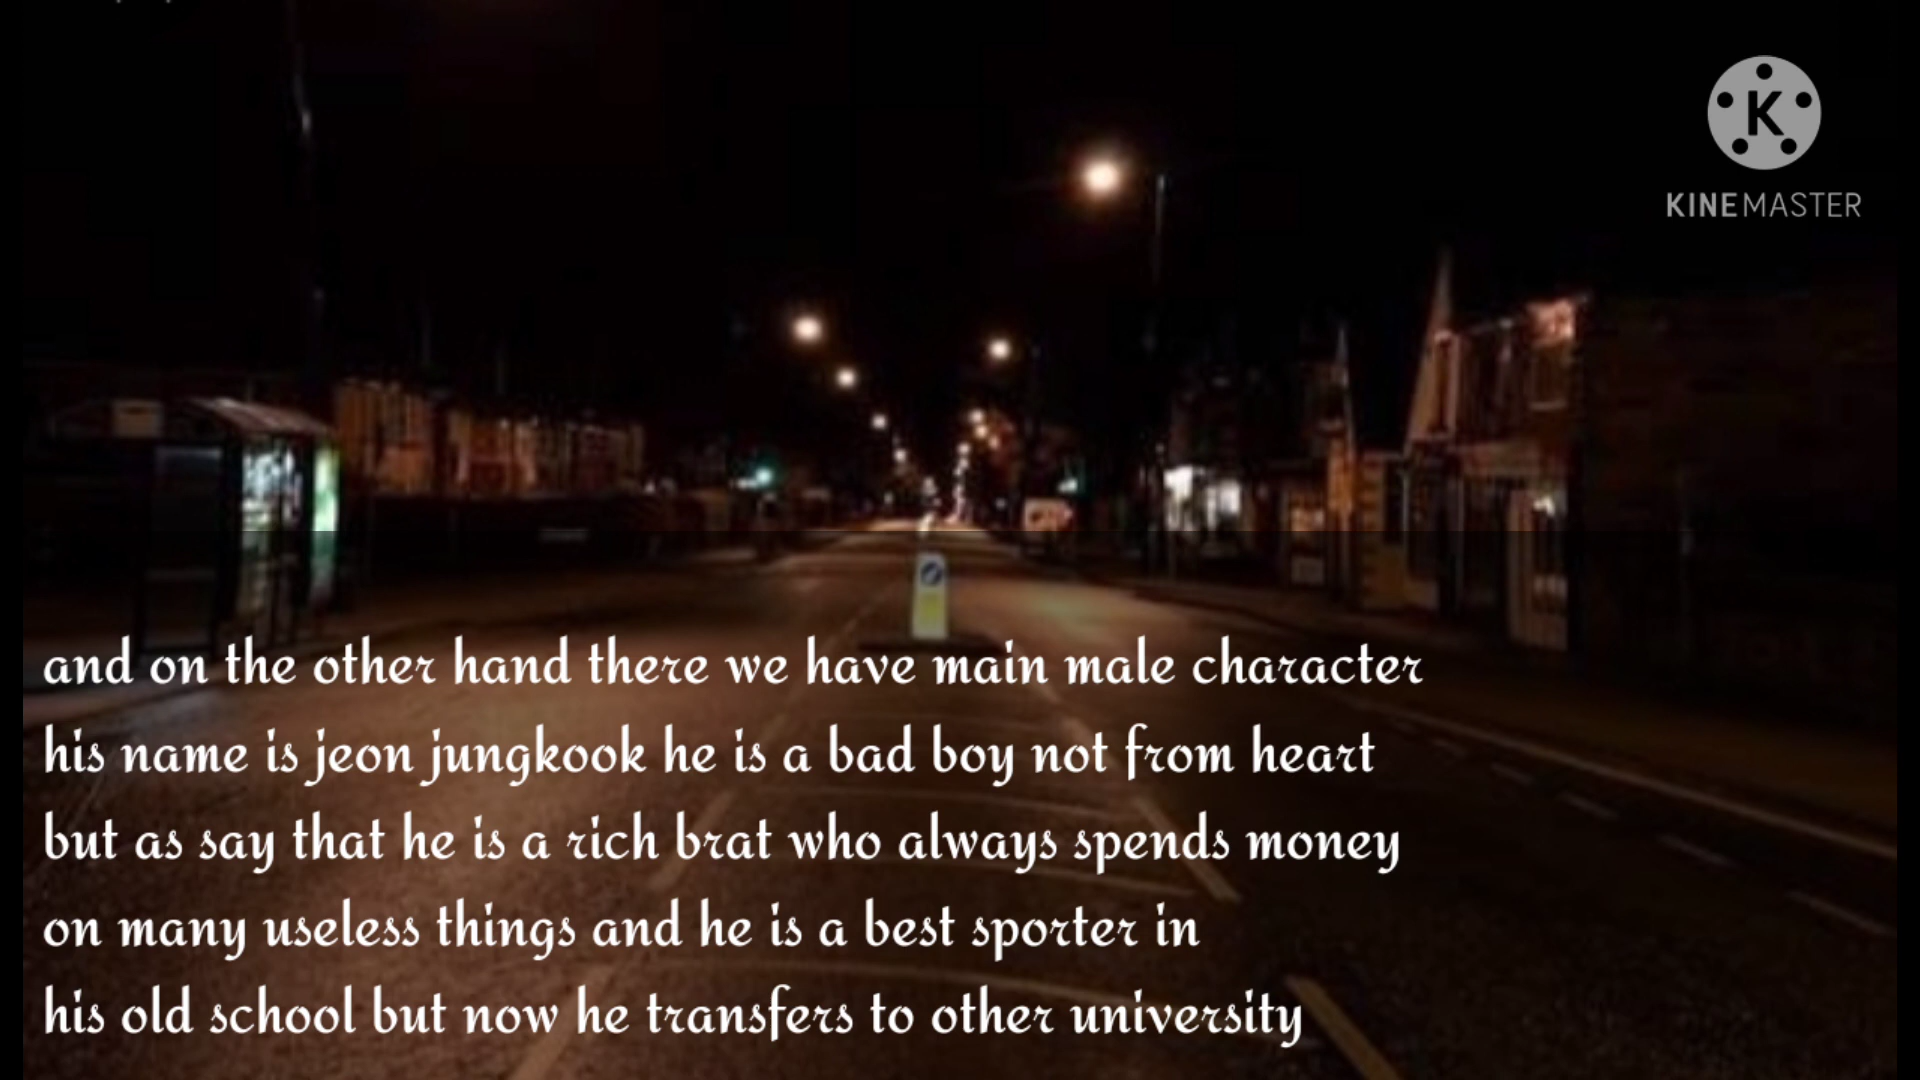 K
KINEMASTER
and on the other hand there we have main male character
his name is jeon jungkook he is a bad boy not from heart
but as say that he is a rich brat who always spends money
on many useless things and he is a best sporter in
his old school but now he transfers to other university